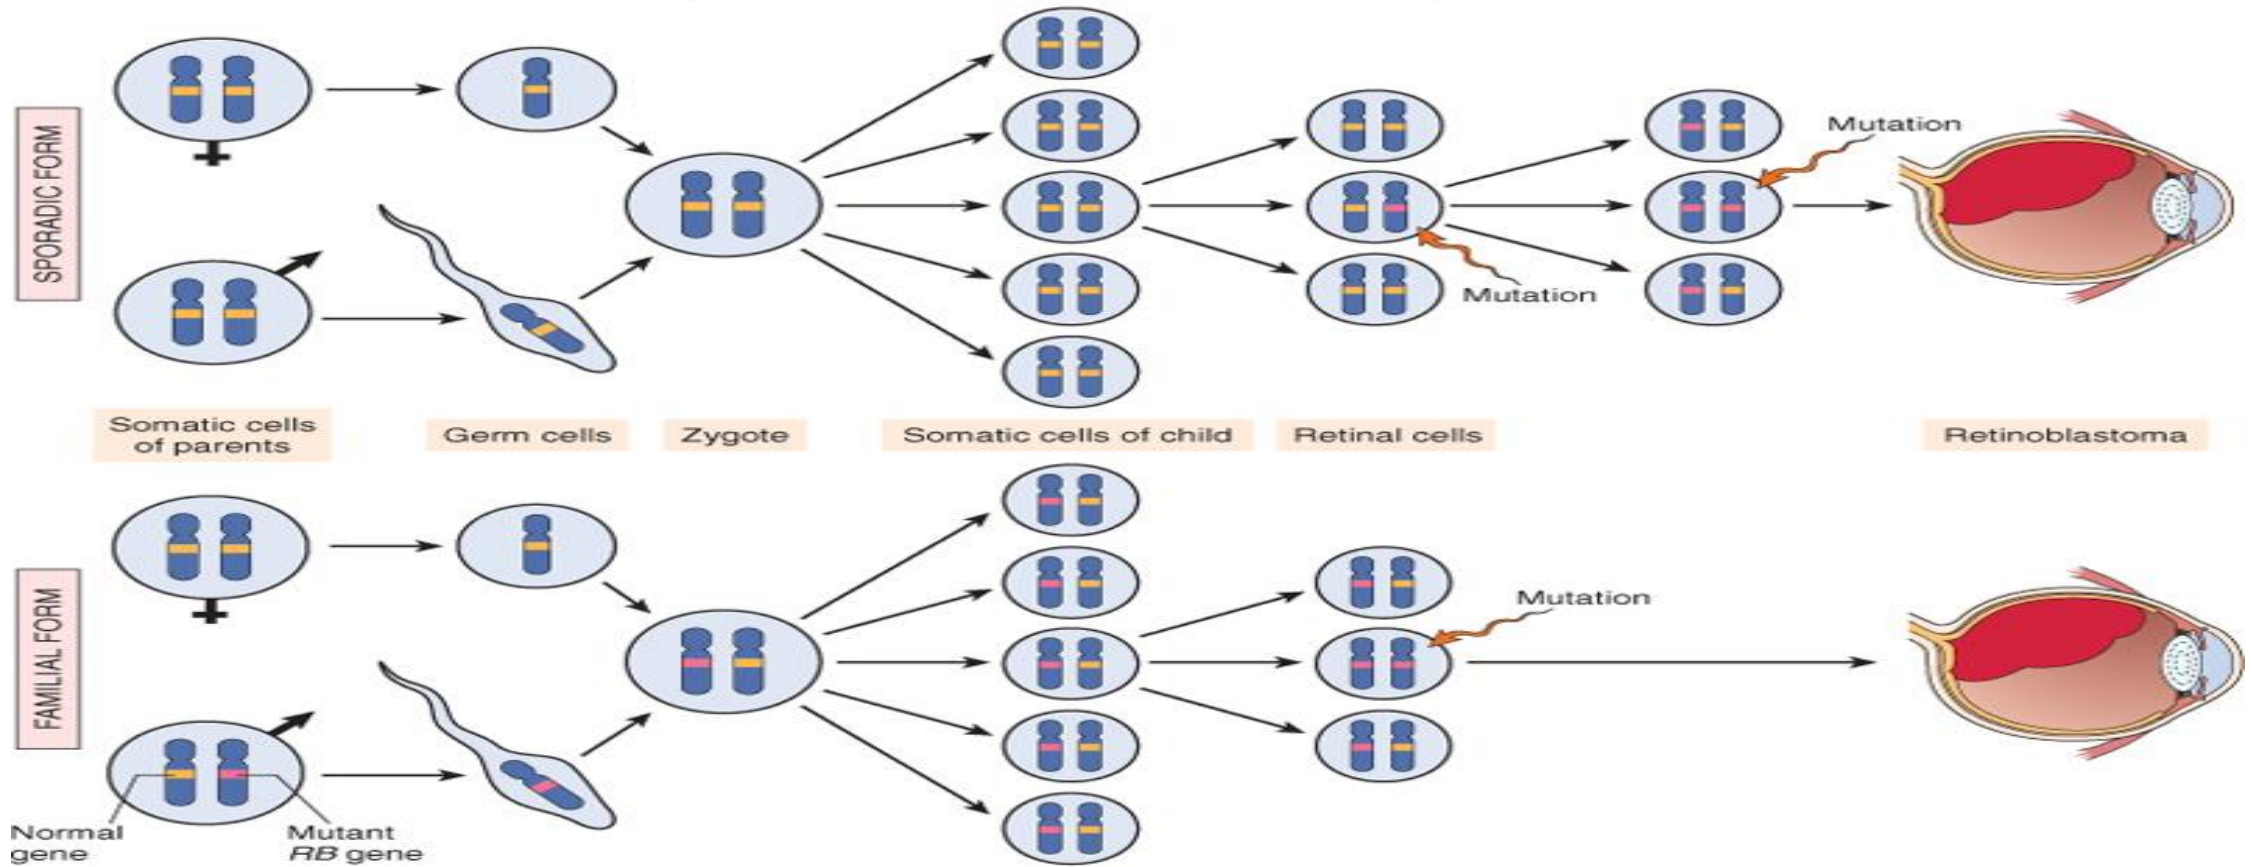 SPORADIC FORM
Mutation
Mutation
Somatic cells
of parents
Germ cells
Zygote
Somatic cells of child
Retinal cells
Retinoblastoma
FAMILIAL FORM
Mutation
Normal
gene
Mutant
RB gene